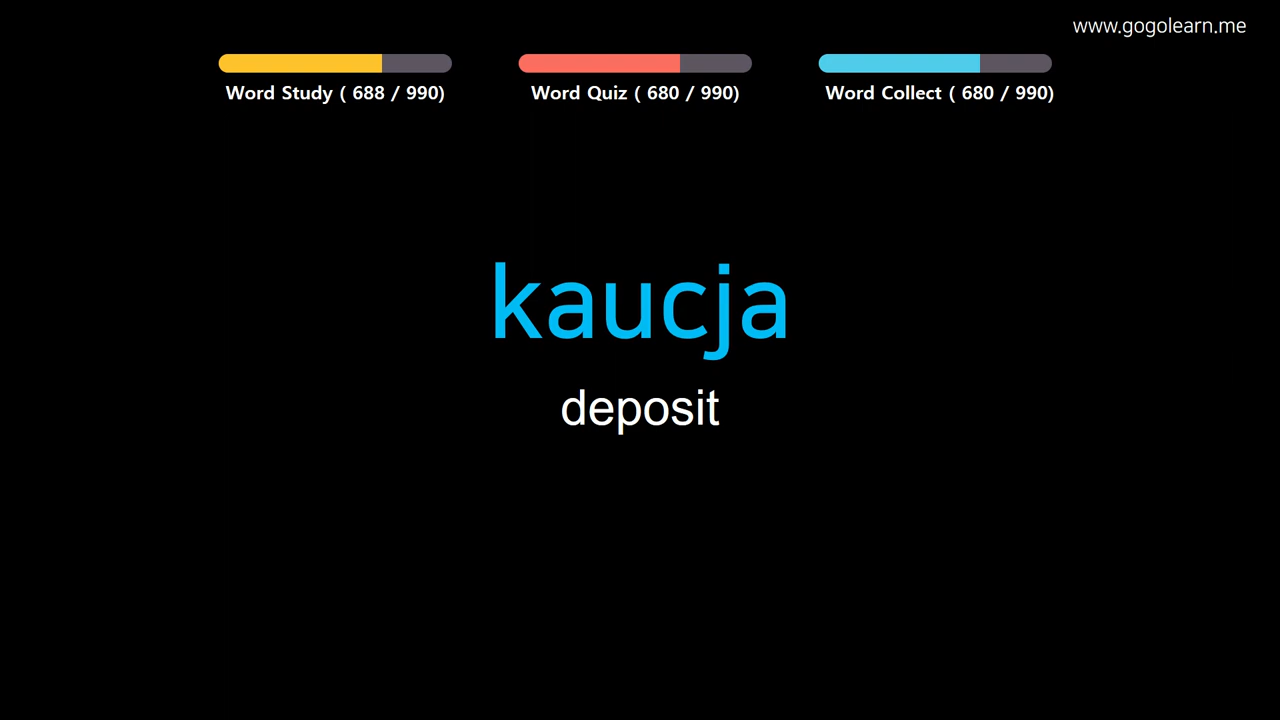 www.gogolearn.me
Word Study ( 688 / 990)
Word Quiz ( 680 / 990)
Word Collect ( 680 / 990)
kaucja
deposit